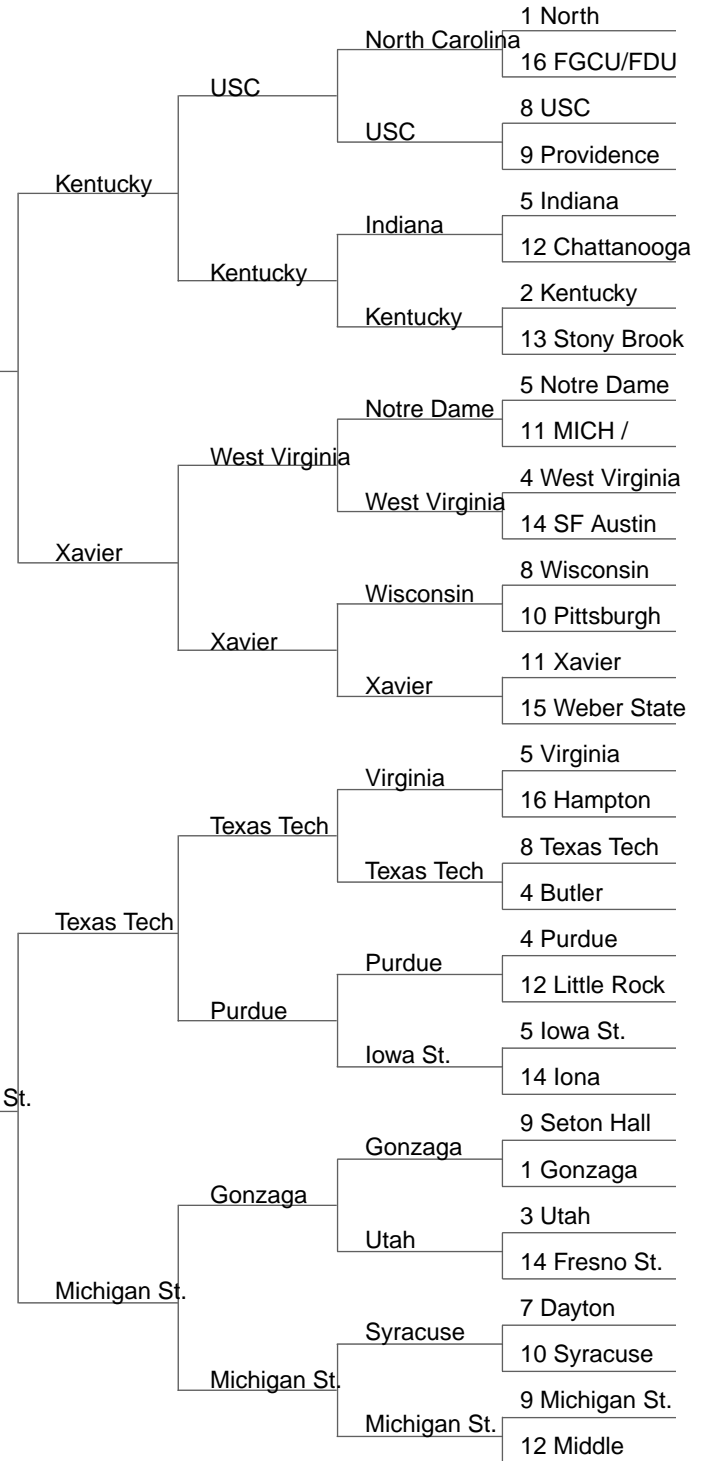 1 North
North Carolina
16 FGCU/FDU
USC
8 USC
USC
9 Providence
Kentucky
5 Indiana
Indiana
12 Chattanooga
Kentucky
2 Kentucky
Kentucky
13 Stony Brook
5 Notre Dame
Notre Dame
11 MICH /
West Virginia
4 West Virginia
West Virginia
14 SF Austin
Xavier
8 Wisconsin
Wisconsin
10 Pittsburgh
Xavier
11 Xavier
Xavier
15 Weber State
5 Virginia
Virginia
16 Hampton
Texas Tech
8 Texas Tech
Texas Tech
4 Butler
Texas Tech
4 Purdue
Purdue
12 Little Rock
Purdue
5 Iowa St.
Iowa St.
14 Iona
St.
9 Seton Hall
Gonzaga
1 Gonzaga
Gonzaga
3 Utah
Utah
14 Fresno St.
Michigan St.
7 Dayton
Syracuse
10 Syracuse
Michigan St.
9 Michigan St.
Michigan St.
12 Middle